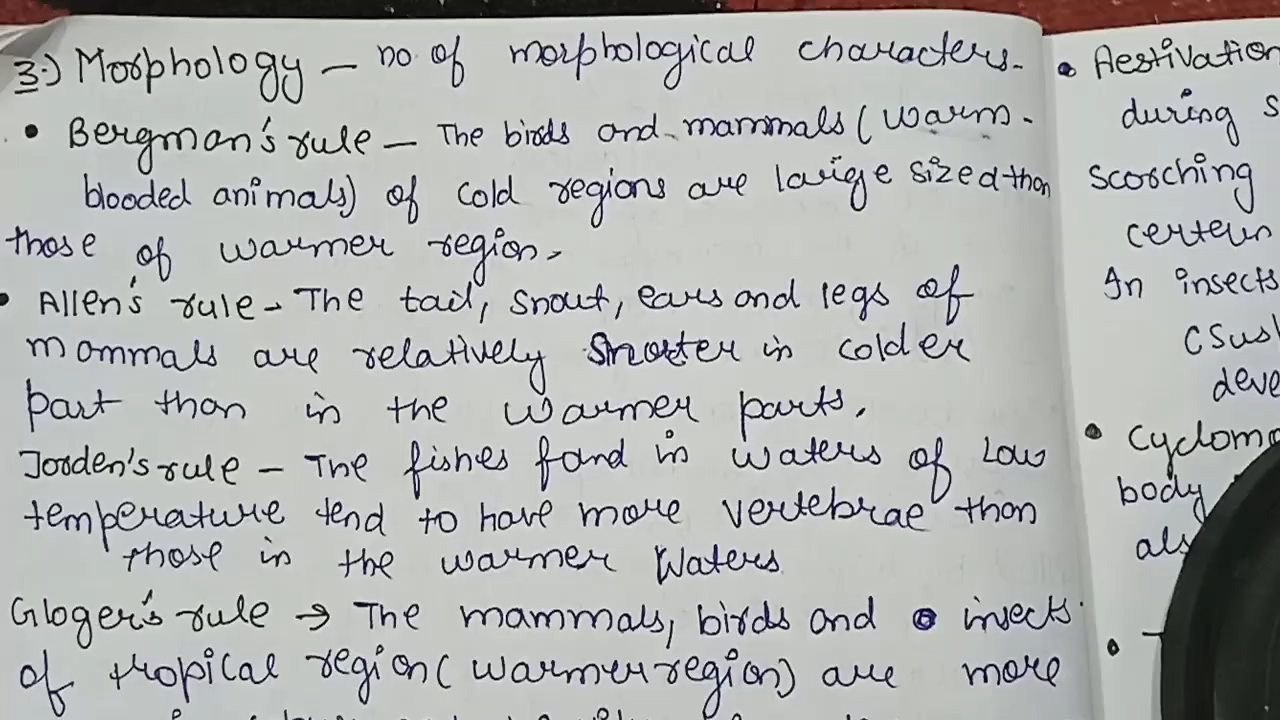 3.) Morphology - no. of morphological characters.
• Bergman's rule - The birds and mammals (warm-
blooded animals) of cold regions are large sized than
those of warmer region.
• Allen's rule - The tail, snout, ears and legs of
mammals are relatively shorter in colder
part than in the warmer parts.
Jorden's rule - The fishes fond in waters of Low
temperature tend to have more vertebrae than
those in the warmer Waters
Gloger's rule → The mammals, birds and insects
of tropical region (warmer region) are more
• Aestivation
during s
scorching
certein
In insects
(Susl
deve
• Cyclomo
body
als
•